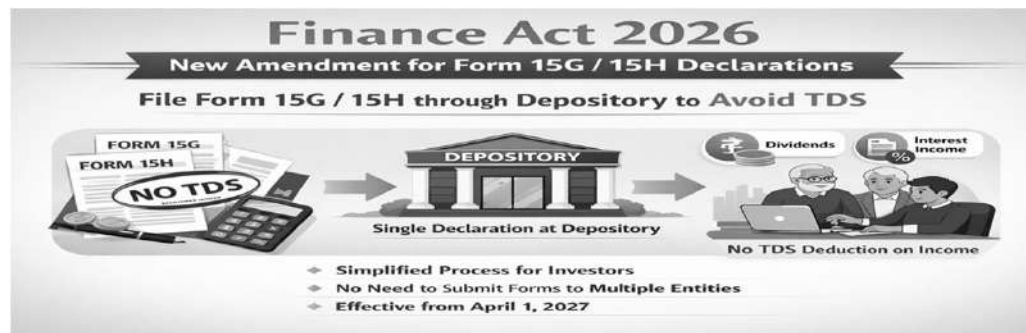 Finance Act 2026
New Amendment for Form 15G / 15H Declarations
File Form 15G / 15H through Depository to Avoid TDS
FORM 15G
FORM 15H
NO TDS
DEPOSITORY
Single Declaration at Depository
Dividends
Interest
Income
%
No TDS Deduction on Income
Simplified Process for Investors
No Need to Submit Forms to Multiple Entities
Effective from April 1, 2027